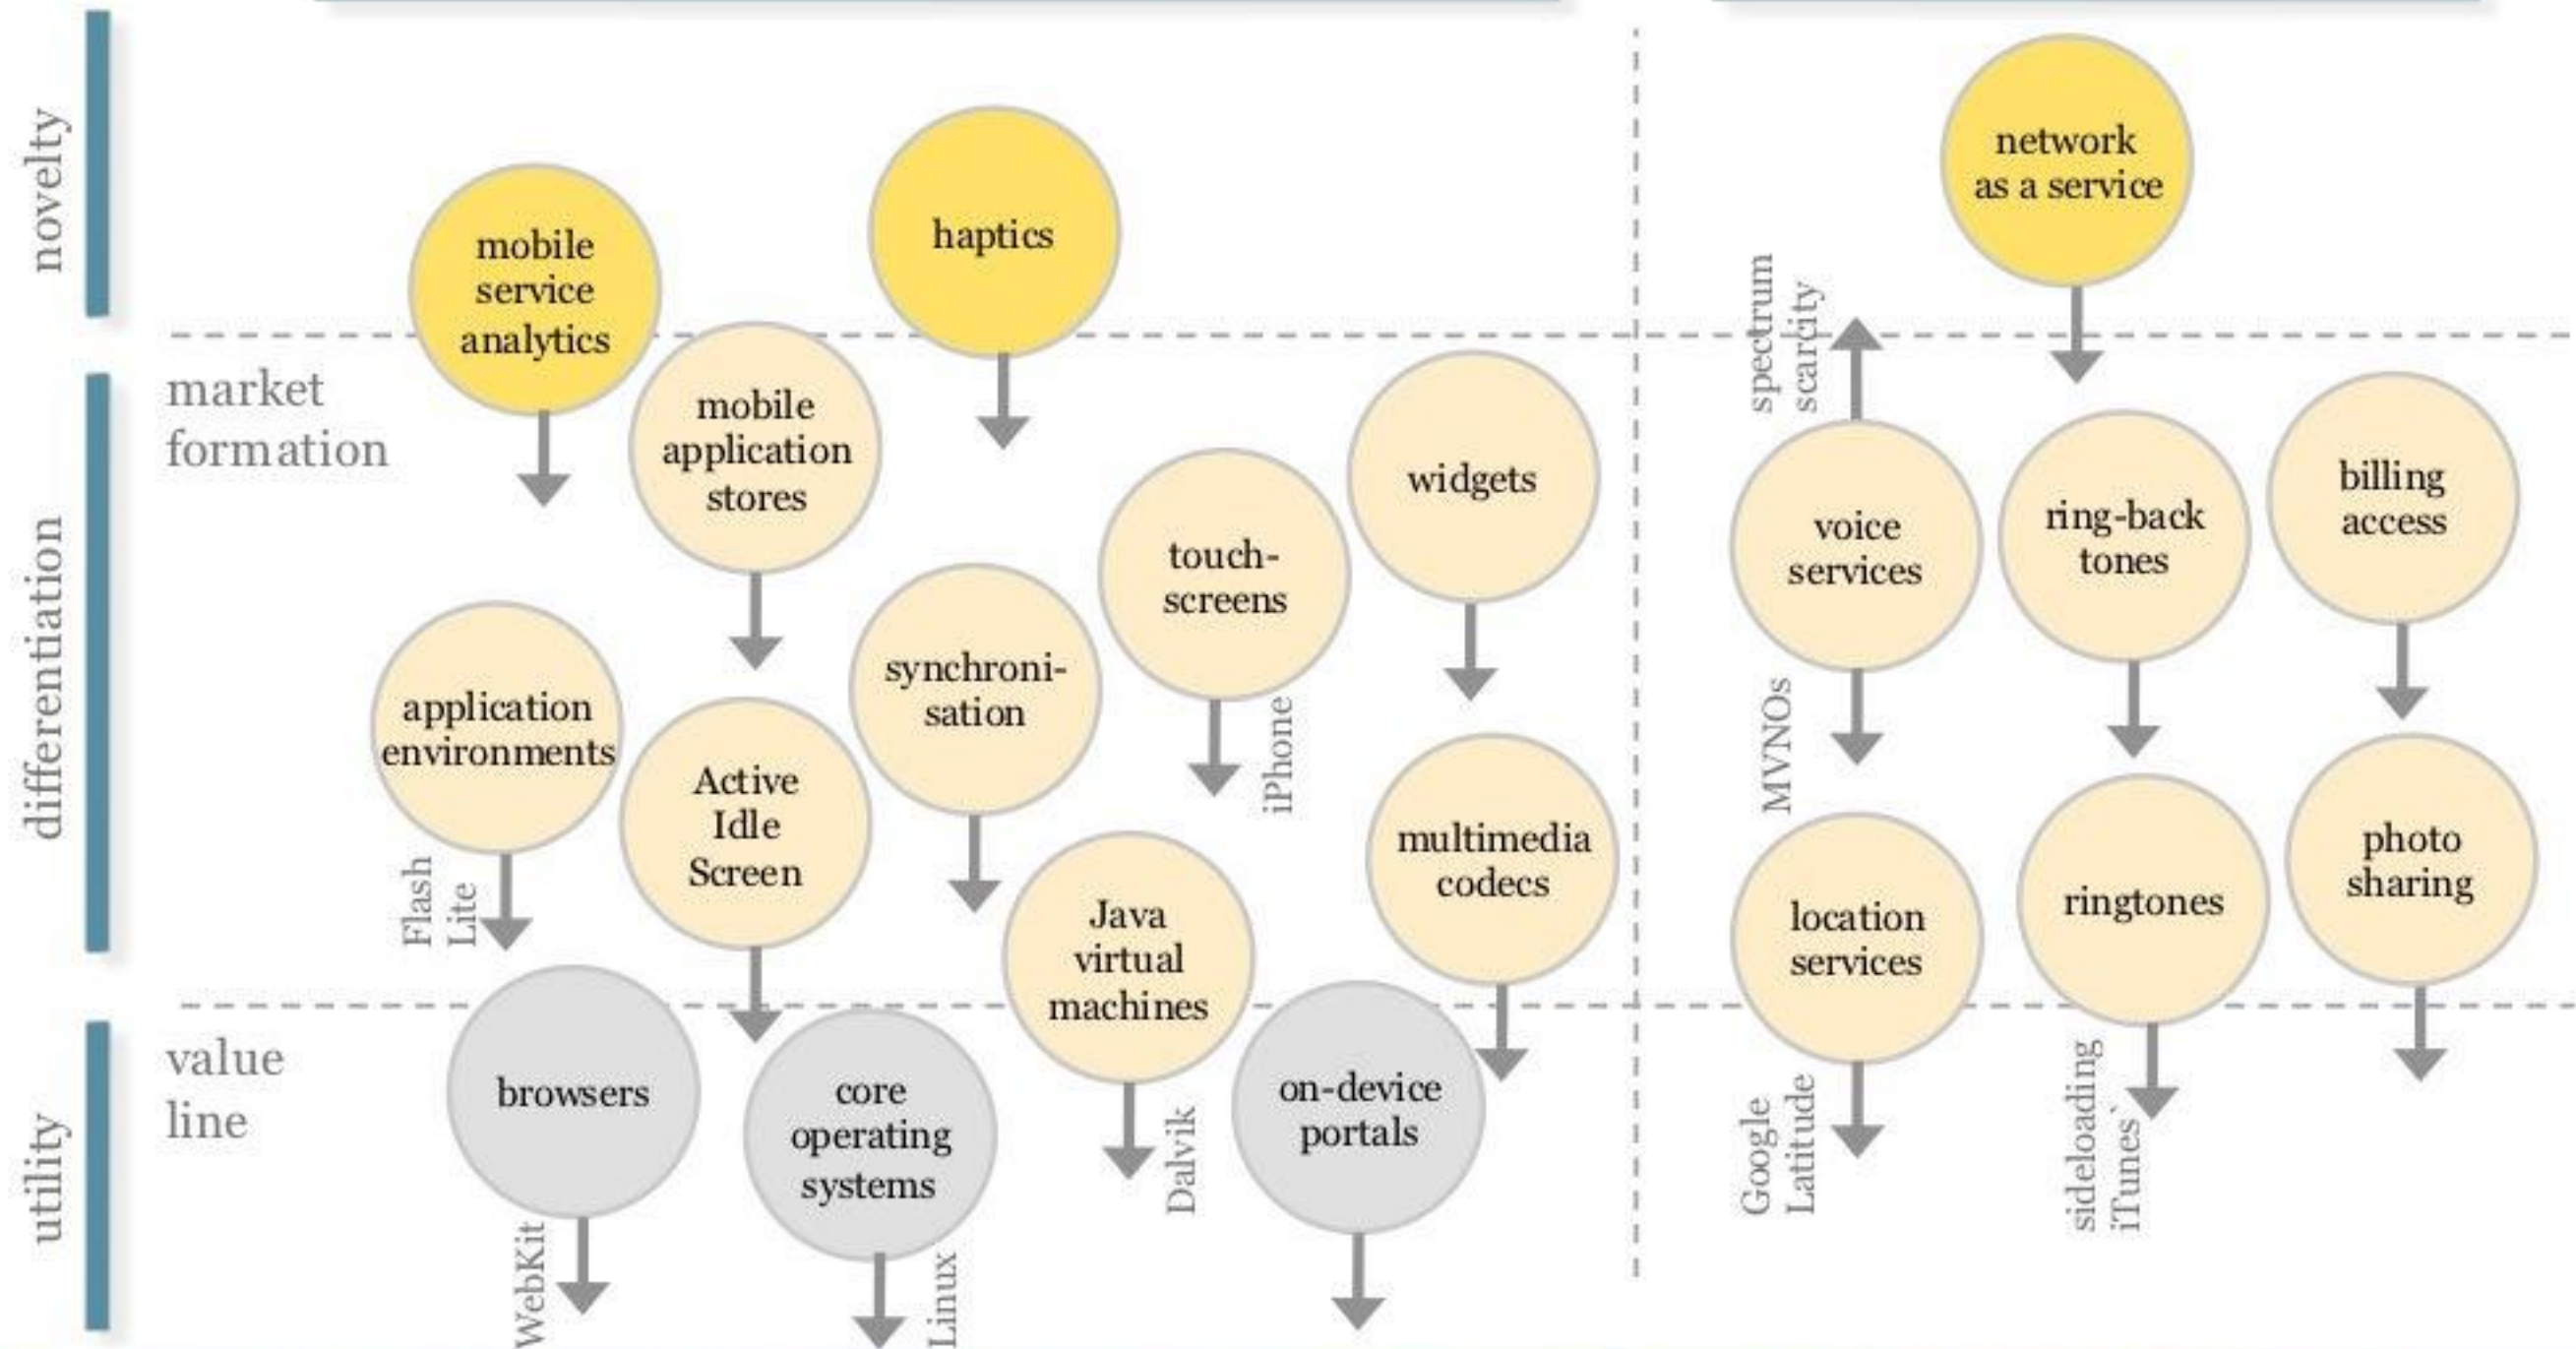 novelty
mobile
service
analytics
haptics
network
as a service
market
formation
mobile
application
stores
widgets
spectrum
scarcity
touch-
screens
voice
services
ring-back
tones
billing
access
differentiation
application
environments
synchroni-
sation
Active
Idle
Screen
iPhone
MVNOs
multimedia
codecs
Flash
Lite
Java
virtual
machines
location
services
ringtones
photo
sharing
value
line
utility
browsers
core
operating
systems
on-device
portals
WebKit
Linux
Dalvik
Google
Latitude
sideloading
iTunes`